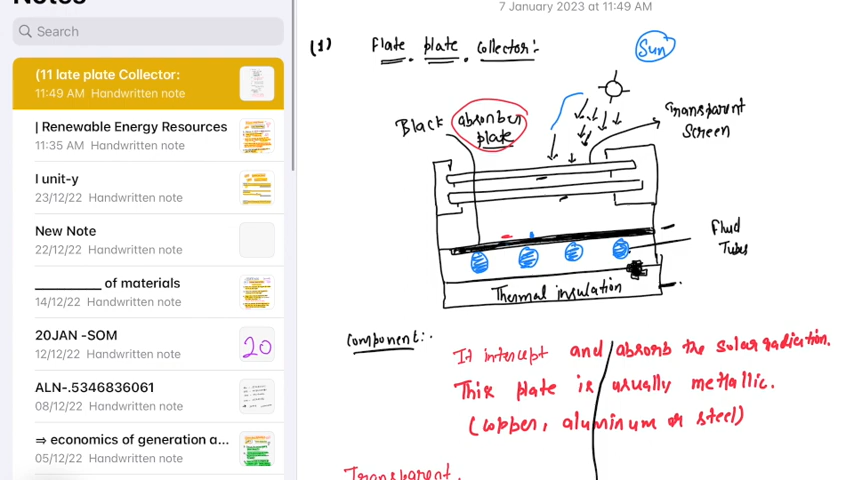 Notes
Search
(11 late plate Collector:
11:49 AM Handwritten note
| Renewable Energy Resources
11:35 AM Handwritten note
I unit-y
23/12/22 Handwritten note
New Note
22/12/22 Handwritten note
__________ of materials
14/12/22 Handwritten note
20JAN -SOM
12/12/22 Handwritten note
20
ALN-.5346836061
08/12/22 Handwritten note
⇒ economics of generation a...
05/12/22 Handwritten note
7 January 2023 at 11:49 AM
(1) Flate plate collector:-
Sun
Black absorber plate
Transparent
Screen
Flud
Tubes
Thermal insulation
Component:-
It intercept and absorb the solar radiation.
This plate is usually metallic.
(copper, aluminum or steel)
Transparent